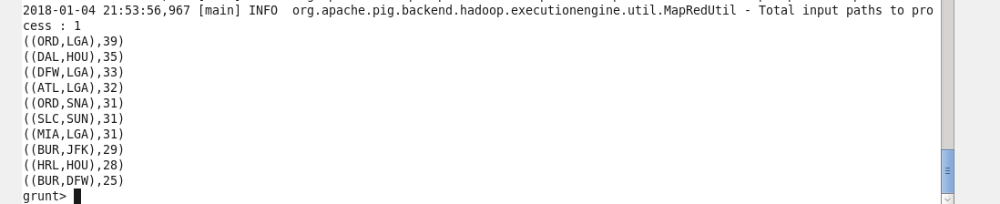 2018-01-04 21:53:56,967 [main] INFO  org.apache.pig.backend.hadoop.executionengine.util.MapRedUtil - Total input paths to pro
cess : 1
((ORD,LGA),39)
((DAL,HOU),35)
((DFW,LGA),33)
((ATL,LGA),32)
((ORD,SNA),31)
((SLC,SUN),31)
((MIA,LGA),31)
((BUR,JFK),29)
((HRL,HOU),28)
((BUR,DFW),25)
grunt>